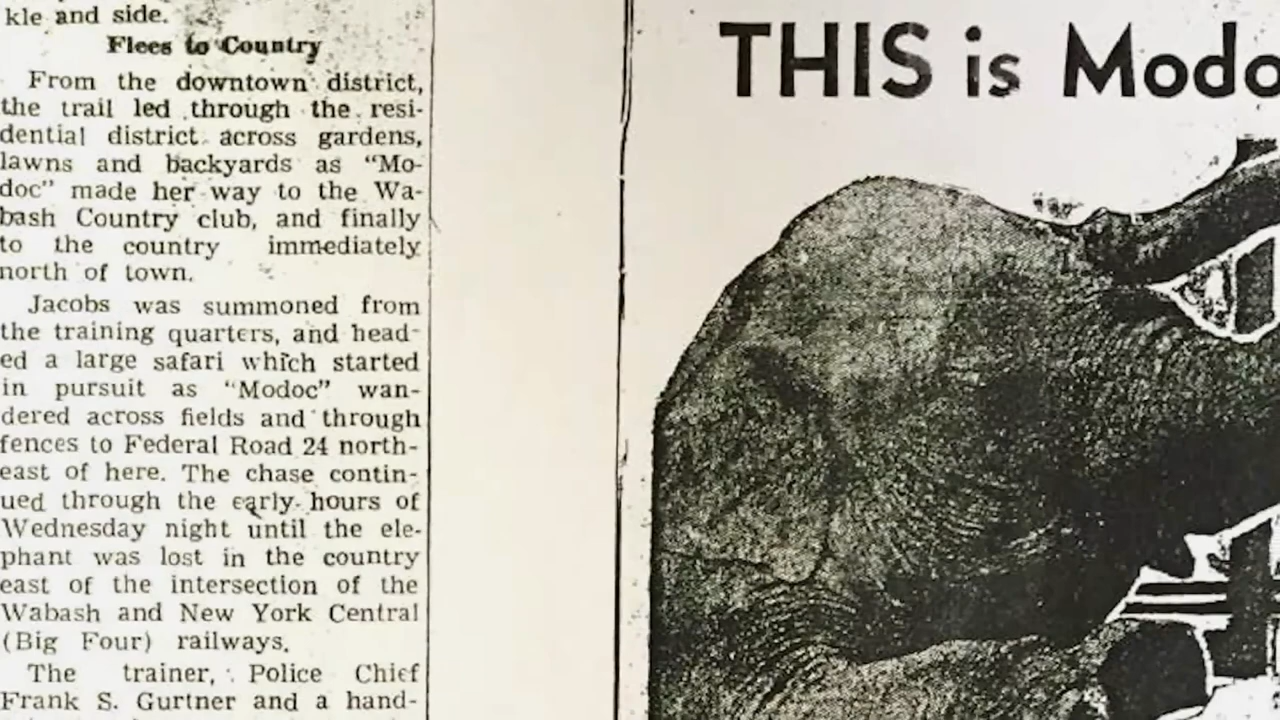 kle and side.
Flees to Country
From the downtown district,
the trail led through the resi-
dential district across gardens,
lawns and backyards as "Mo-
doc" made her way to the Wa-
bash Country club, and finally
to the country immediately
north of town.
Jacobs was summoned from
the training quarters, and head-
ed a large safari which started
in pursuit as "Modoc" wan-
dered across fields and through
fences to Federal Road 24 north-
east of here. The chase contin-
ued through the early hours of
Wednesday night until the ele-
phant was lost in the country
east of the intersection of the
Wabash and New York Central
(Big Four) railways.
The trainer, Police Chief
Frank S. Gurtner and a hand-
THIS is Modo